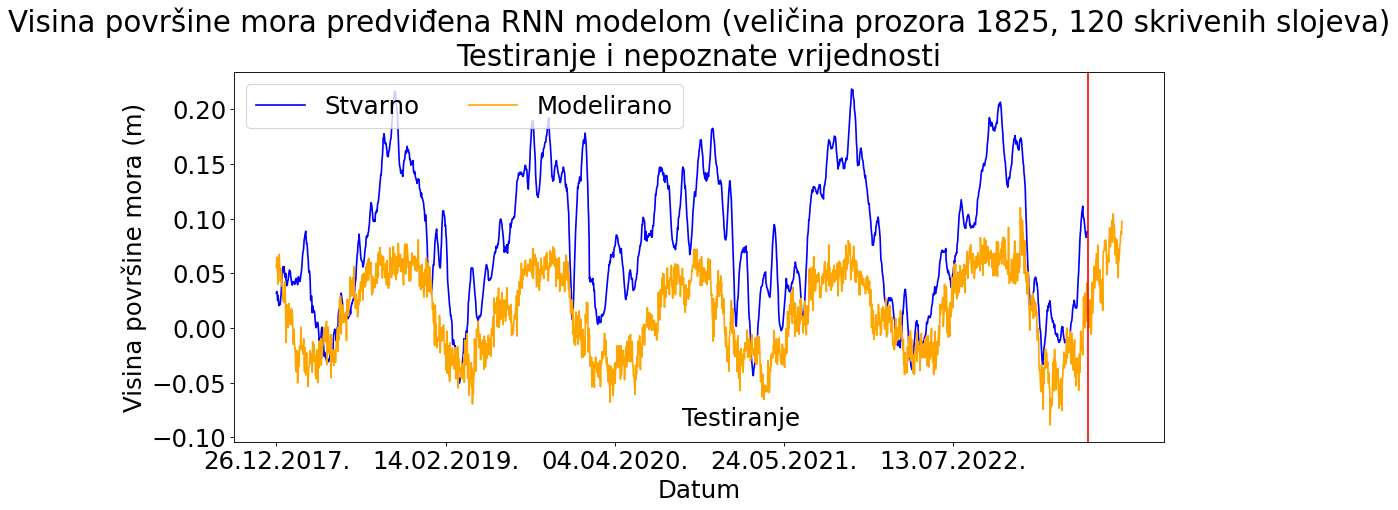 Visina površine mora predviđena RNN modelom (veličina prozora 1825, 120 skrivenih slojeva)
Testiranje i nepoznate vrijednosti
Stvarno
Modelirano
Visina površine mora (m)
0.20
0.15
0.10
0.05
0.00
−0.05
−0.10
Testiranje
26.12.2017.
14.02.2019.
04.04.2020.
24.05.2021.
13.07.2022.
Datum